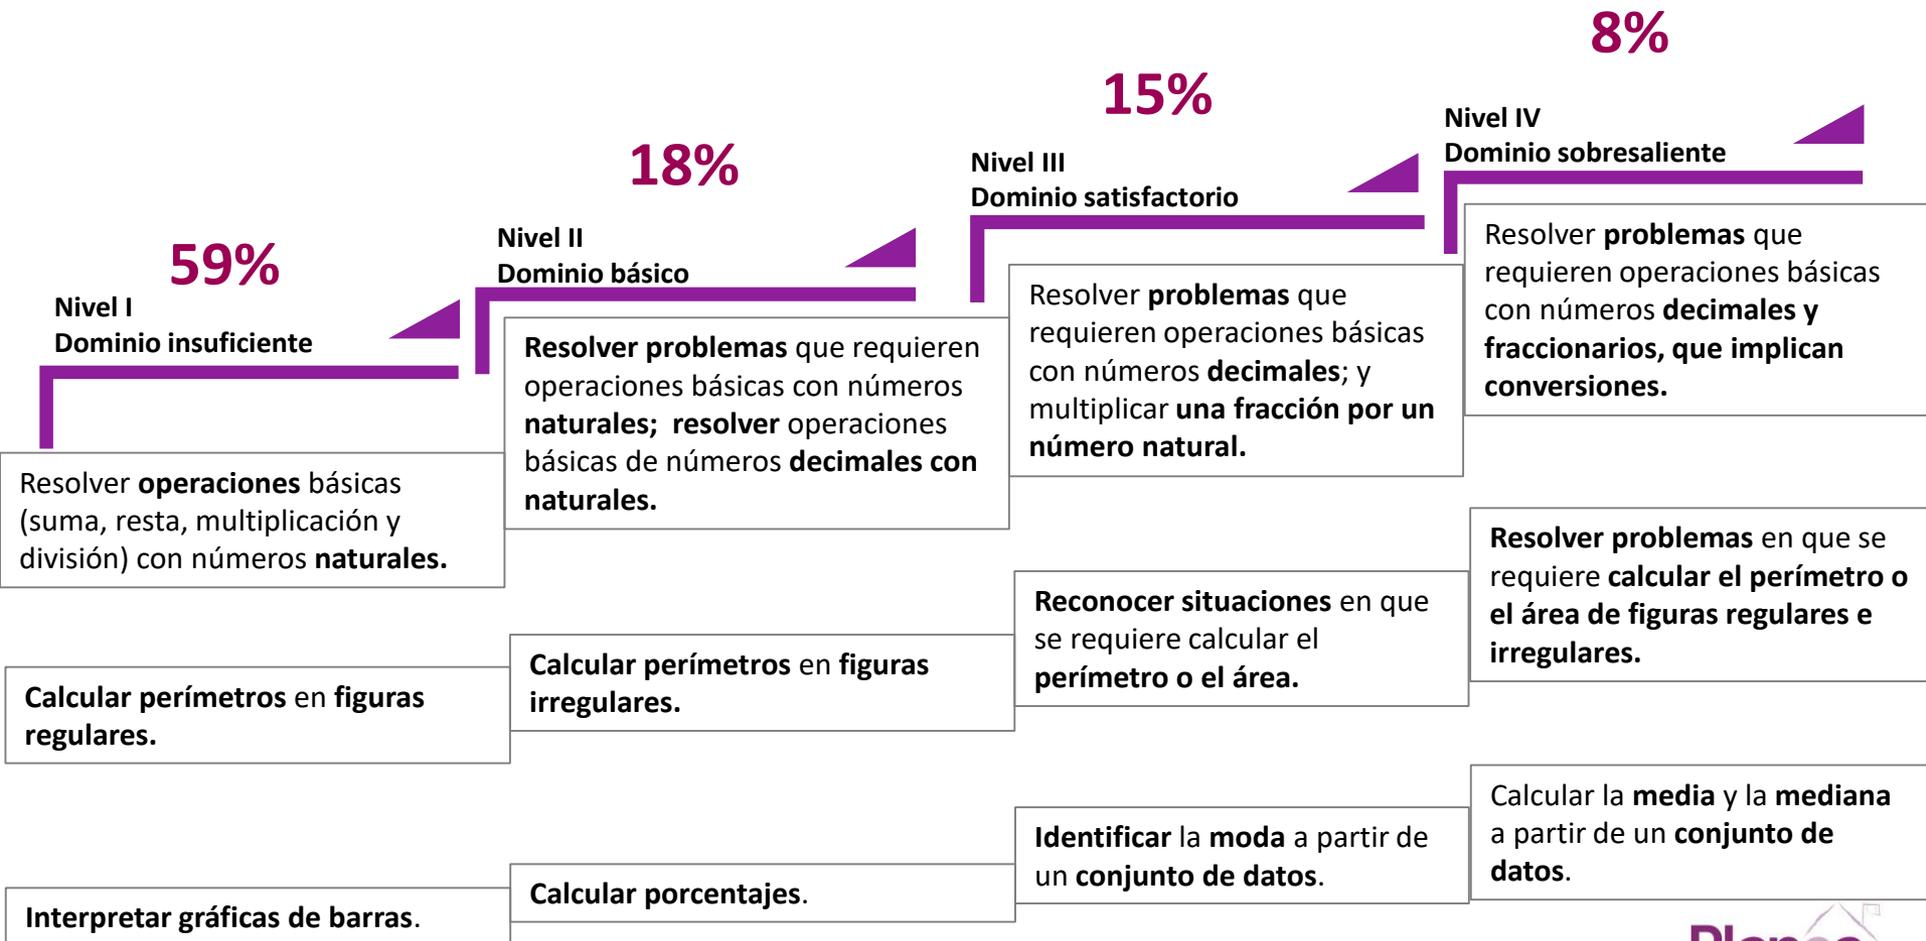 59%
Nivel I
Dominio insuficiente
Resolver operaciones básicas
(suma, resta, multiplicación y
división) con números naturales.
Calcular perímetros en figuras
regulares.
Interpretar gráficas de barras.
18%
Nivel II
Dominio básico
Resolver problemas que requieren
operaciones básicas con números
naturales; resolver operaciones
básicas de números decimales con
naturales.
Calcular perímetros en figuras
irregulares.
Calcular porcentajes.
15%
Nivel III
Dominio satisfactorio
Resolver problemas que
requieren operaciones básicas
con números decimales; y
multiplicar una fracción por un
número natural.
Reconocer situaciones en que
se requiere calcular el
perímetro o el área.
Identificar la moda a partir de
un conjunto de datos.
8%
Nivel IV
Dominio sobresaliente
Resolver problemas que
requieren operaciones básicas
con números decimales y
fraccionarios, que implican
conversiones.
Resolver problemas en que se
requiere calcular el perímetro o
el área de figuras regulares e
irregulares.
Calcular la media y la mediana
a partir de un conjunto de
datos.